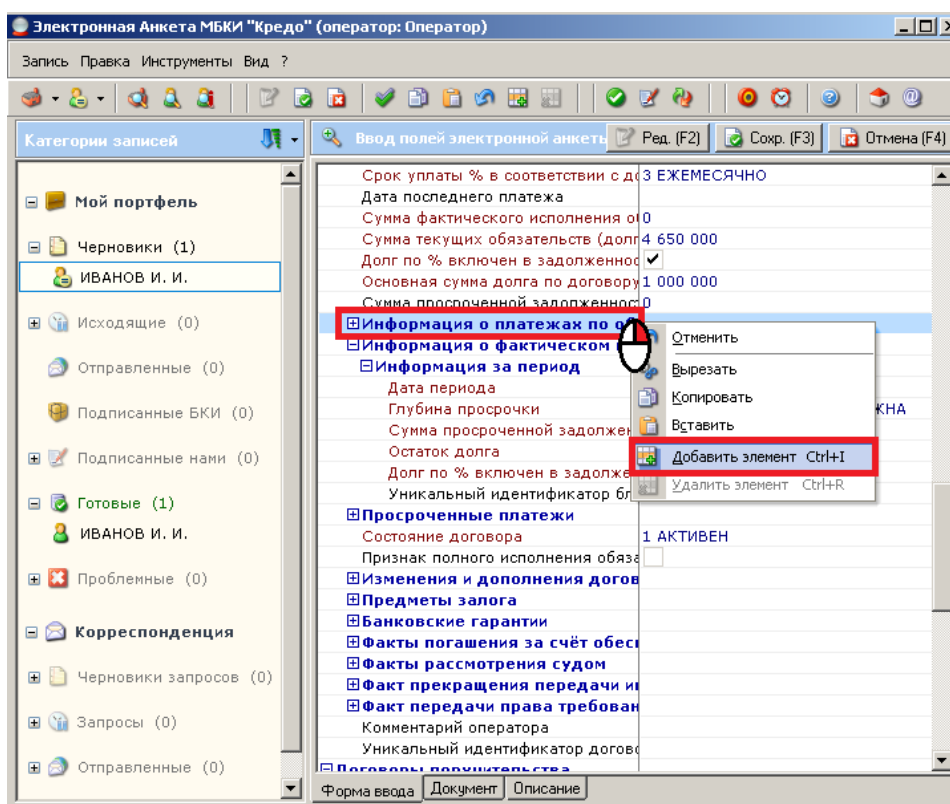 Электронная Анкета МБКИ "Кредо" (оператор: Оператор)
Запись Правка Инструменты Вид ?
Категории записей
Ввод полей электронной анкеты
Ред. (F2)
Сохр. (F3)
Отмена (F4)
Мой портфель
Черновики (1)
ИВАНОВ И. И.
Исходящие (0)
Отправленные (0)
Подписанные БКИ (0)
Подписанные нами (0)
Готовые (1)
ИВАНОВ И. И.
Проблемные (0)
Корреспонденция
Черновики запросов (0)
Запросы (0)
Отправленные (0)
Срок уплаты % в соответствии с до 3 ЕЖЕМЕСЯЧНО
Дата последнего платежа
Сумма фактического исполнения о 0
Сумма текущих обязательств (долг 4 650 000
Долг по % включен в задолженнос
Основная сумма долга по договору 1 000 000
Сумма просроченной задолженност 0
Информация о платежах по об
Информация о фактическом
Информация за период
Дата периода
Глубина просрочки
ЖНА
Сумма просроченной задолжен
Остаток долга
Долг по % включен в задолже
Уникальный идентификатор бл
Просроченные платежи
Состояние договора 1 АКТИВЕН
Признак полного исполнения обяза
Изменения и дополнения догов
Предметы залога
Банковские гарантии
Факты погашения за счёт обесп
Факты рассмотрения судом
Факт прекращения передачи ин
Факт передачи права требован
Комментарий оператора
Уникальный идентификатор догово
Договоры поручительства
Отменить
Вырезать
Копировать
Вставить
Добавить элемент Ctrl+I
Удалить элемент Ctrl+R
Форма ввода
Документ
Описание